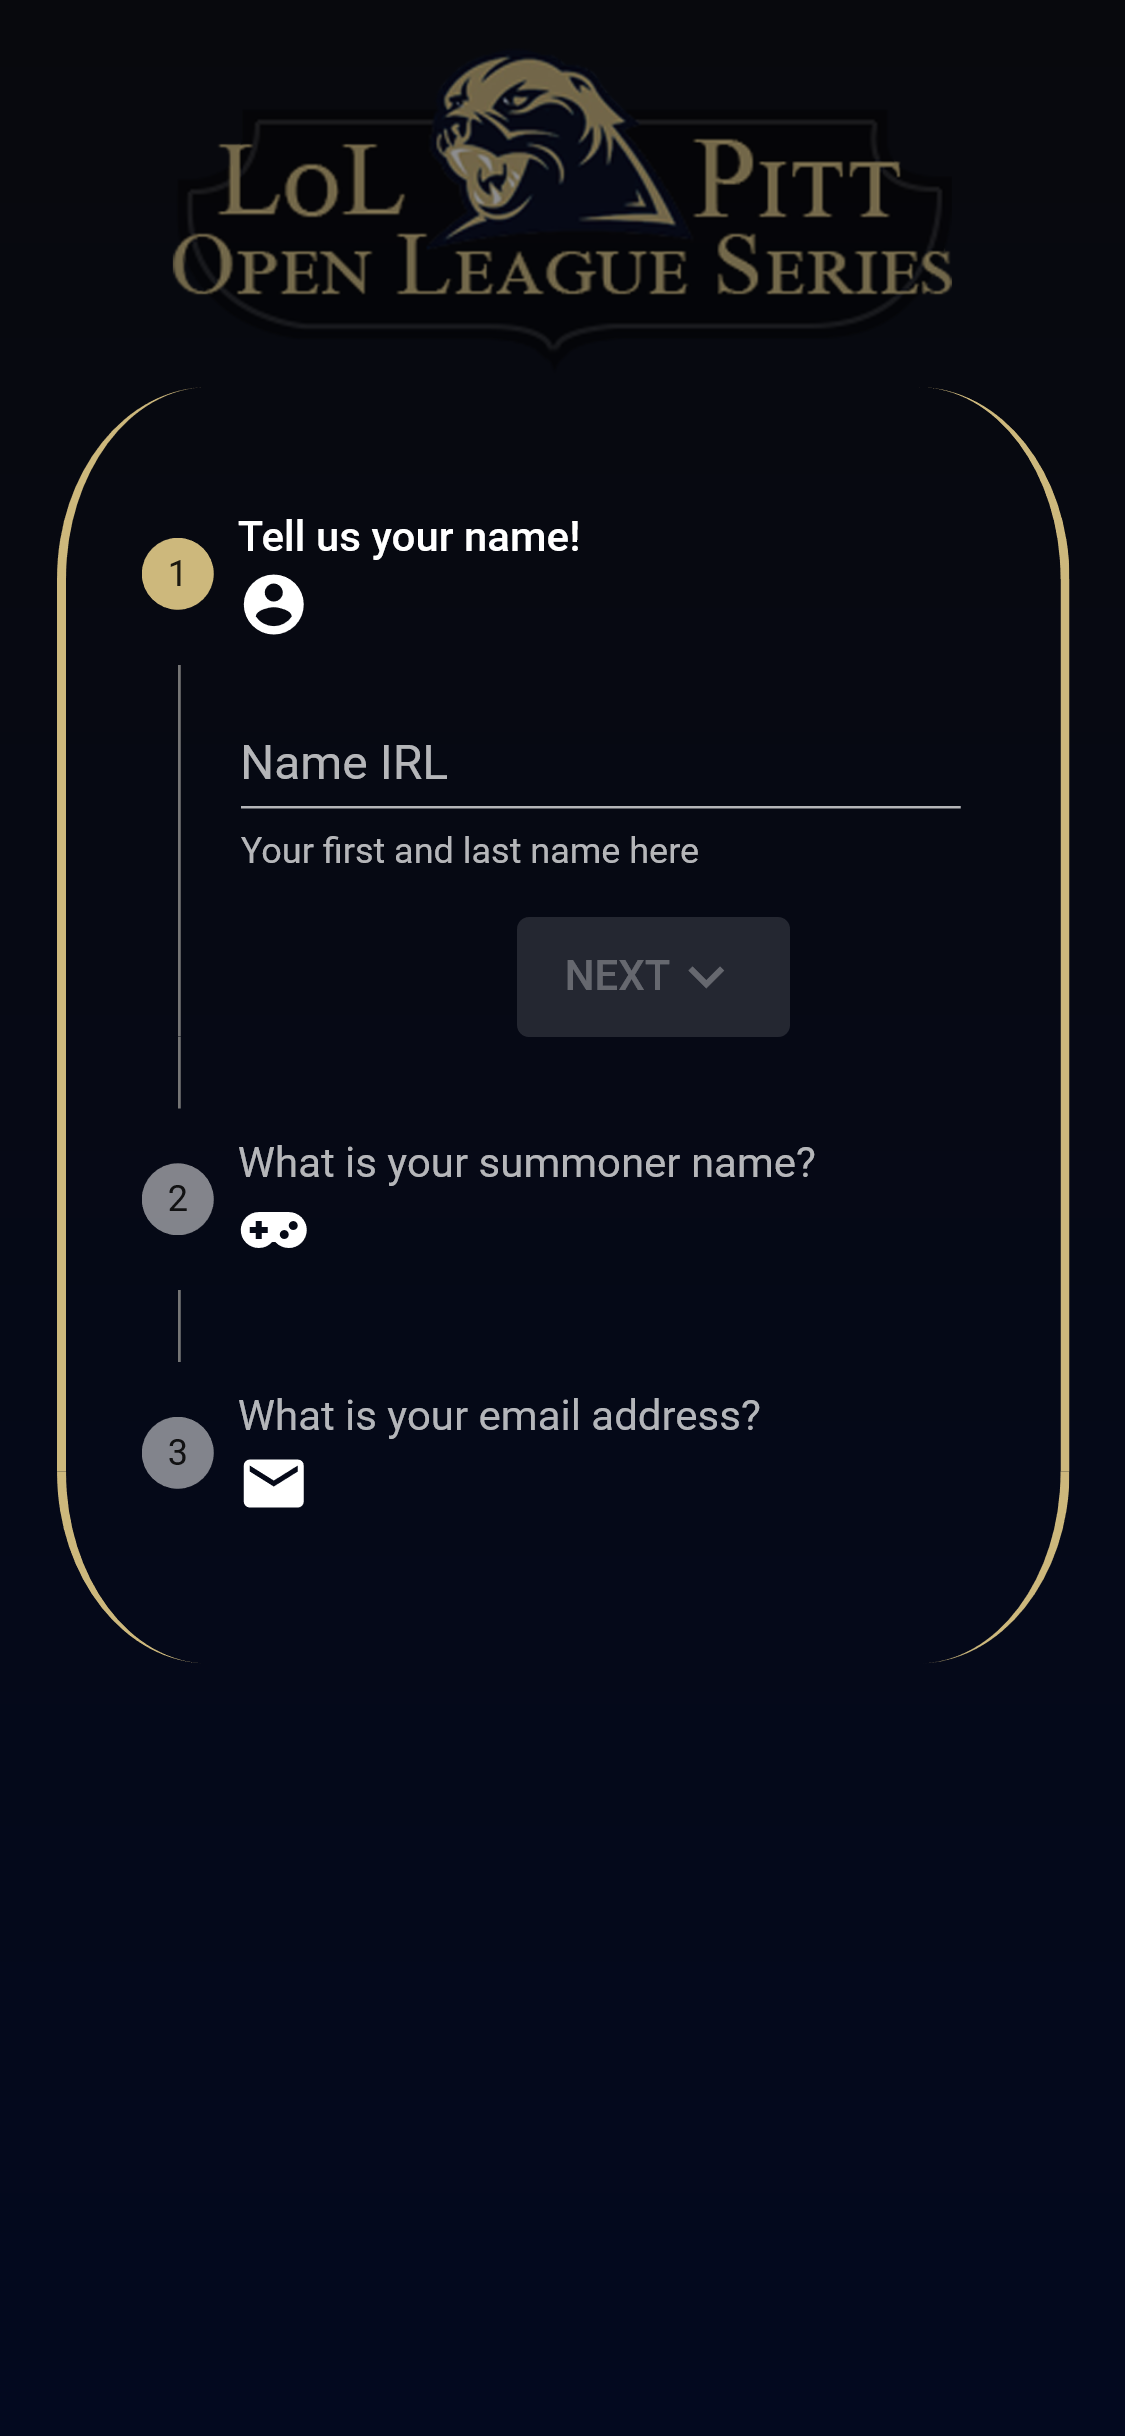 LoL Pitt
Open League Series
1
Tell us your name!
Name IRL
Your first and last name here
NEXT
2
What is your summoner name?
3
What is your email address?